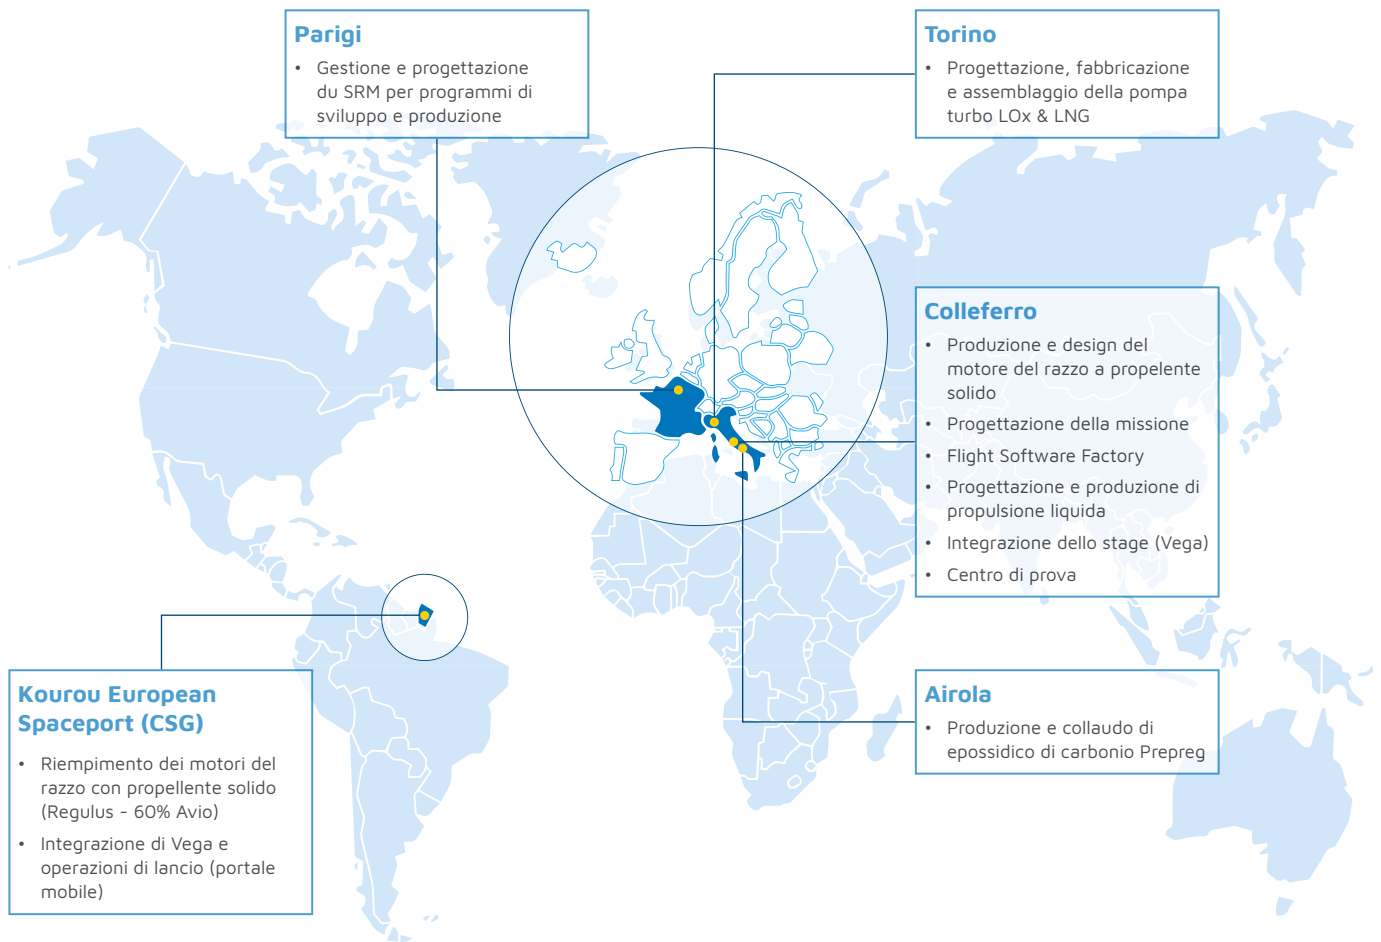 Parigi
• Gestione e progettazione
du SRM per programmi di
sviluppo e produzione
Torino
• Progettazione, fabbricazione
e assemblaggio della pompa
turbo LOx & LNG
Colleferro
• Produzione e design del
motore del razzo a propelente
solido
• Progettazione della missione
• Flight Software Factory
• Progettazione e produzione di
propulsione liquida
• Integrazione dello stage (Vega)
• Centro di prova
Kourou European
Spaceport (CSG)
• Riempimento dei motori del
razzo con propellente solido
(Regulus - 60% Avio)
• Integrazione di Vega e
operazioni di lancio (portale
mobile)
Airola
• Produzione e collaudo di
epossidico di carbonio Prepreg